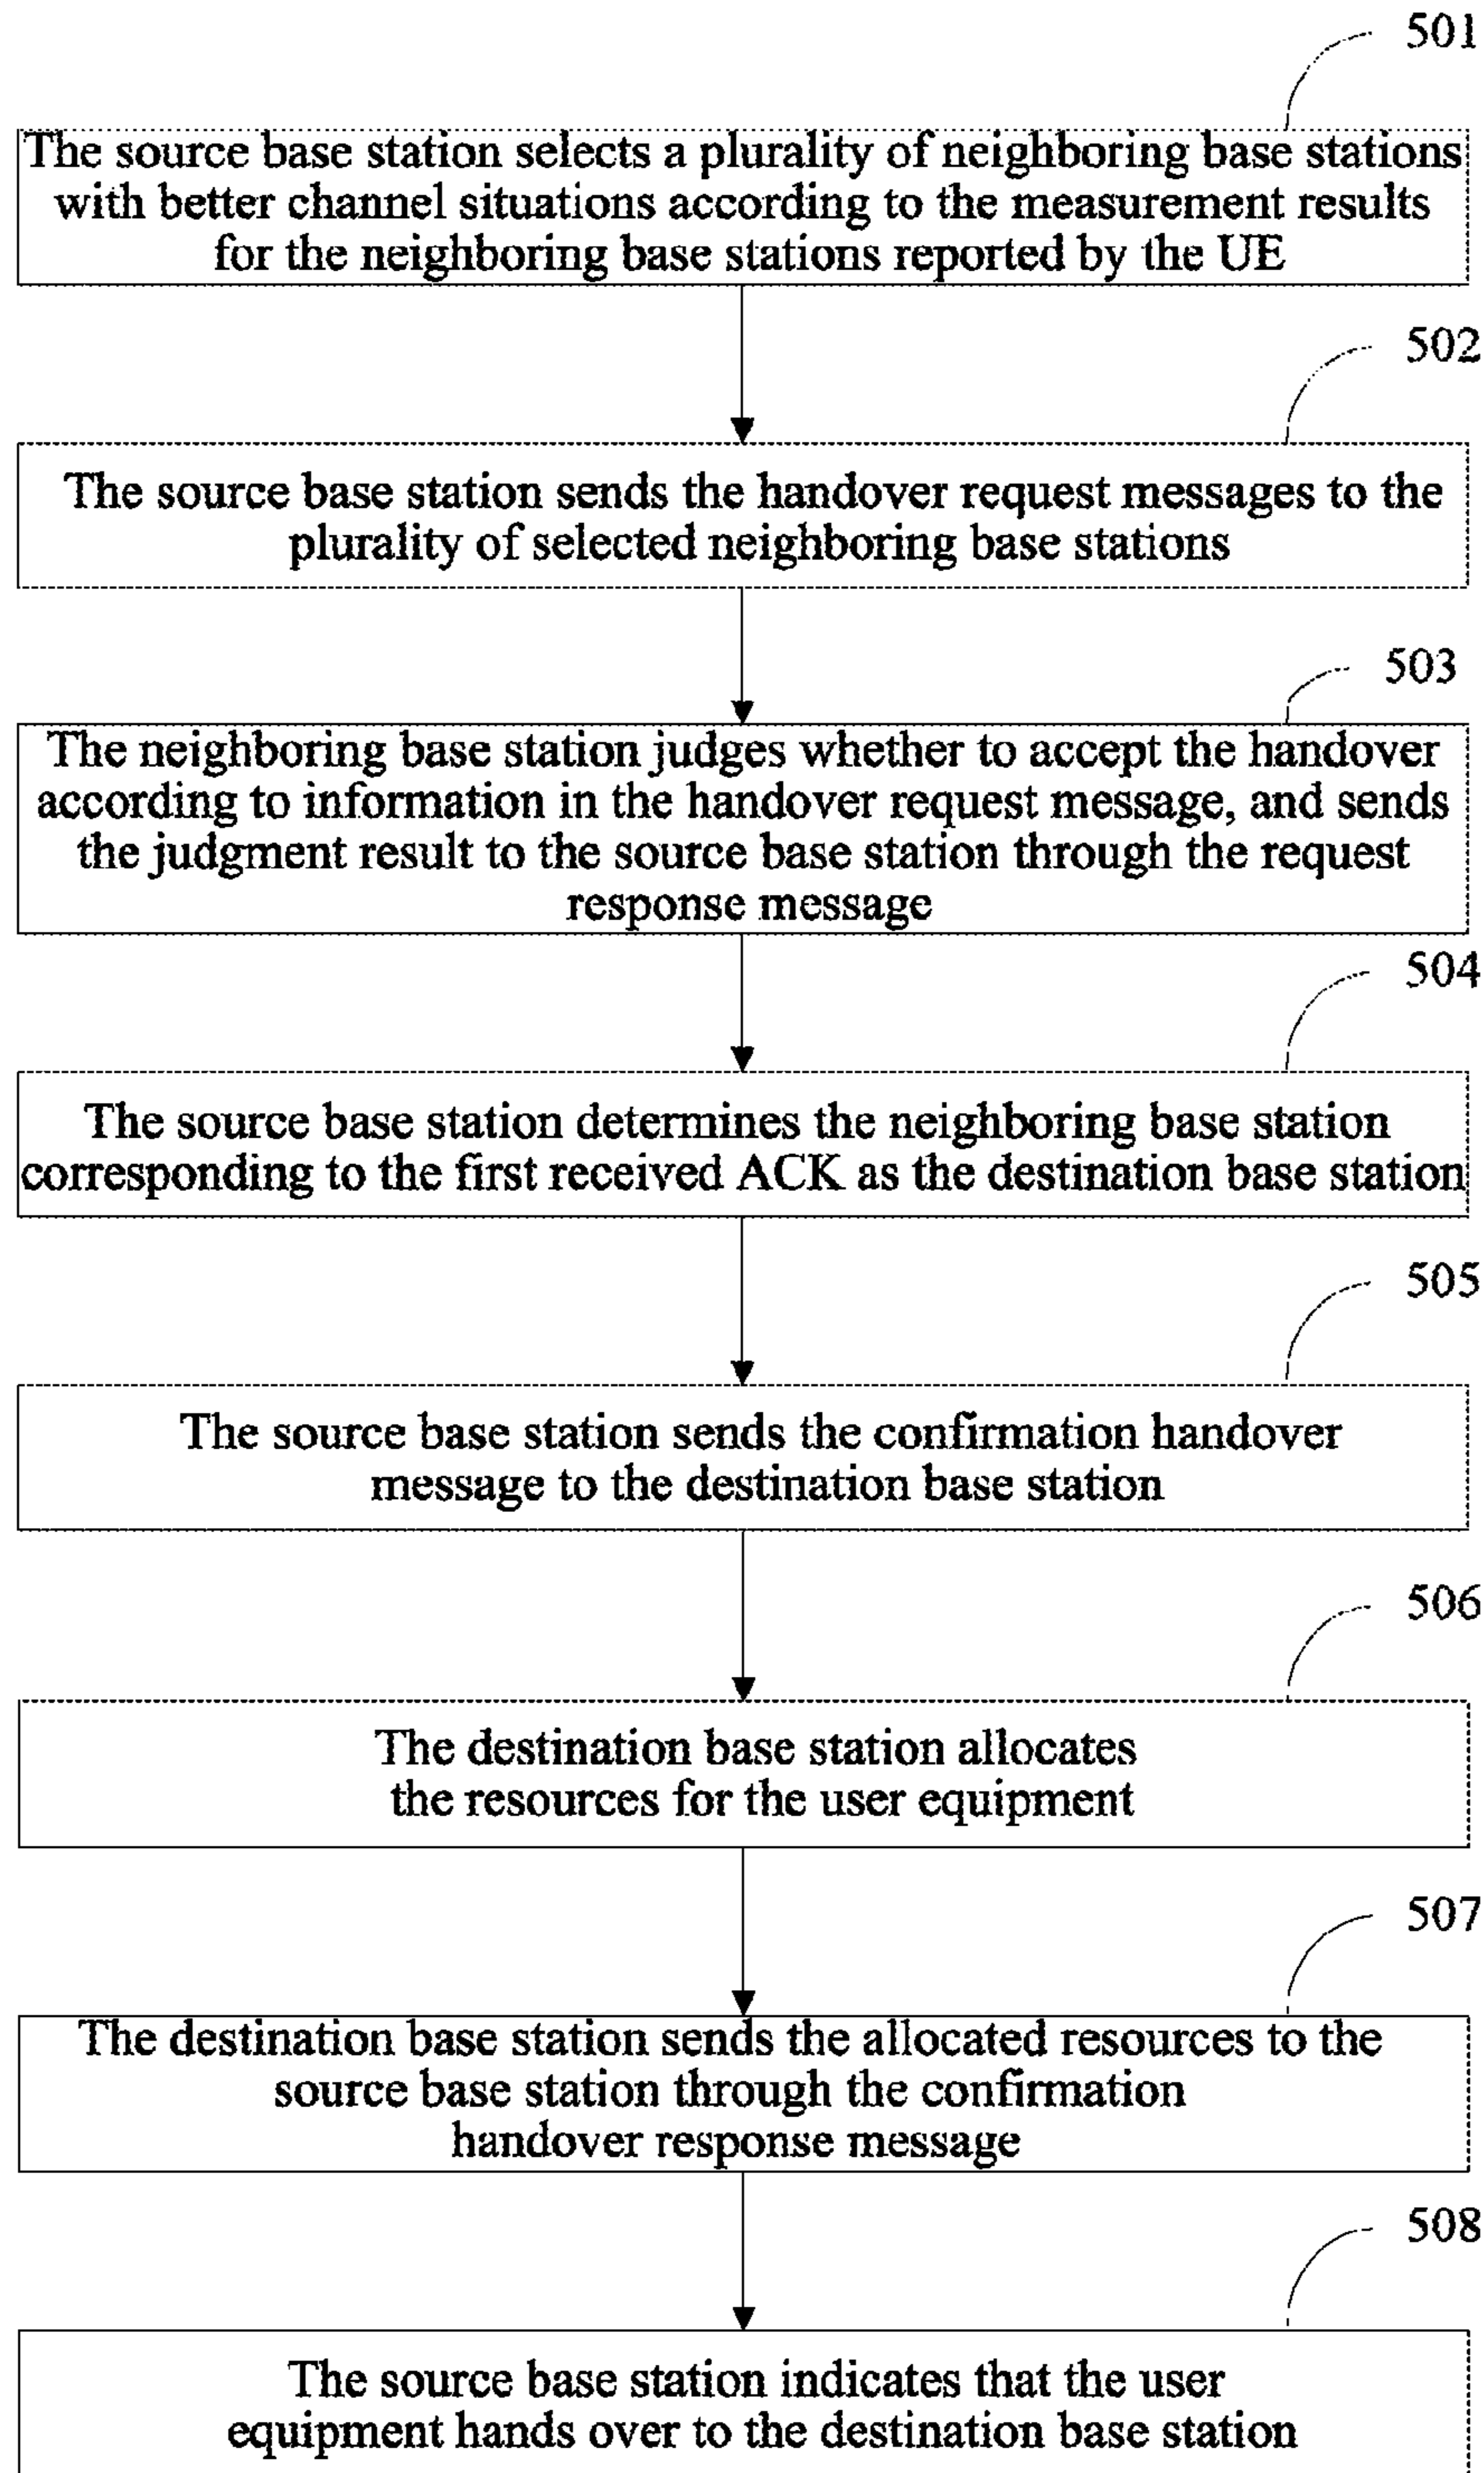 501
The source base station selects a plurality of neighboring base stations
with better channel situations according to the measurement results
for the neighboring base stations reported by the UE
502
The source base station sends the handover request messages to the
plurality of selected neighboring base stations
503
The neighboring base station judges whether to accept the handover
according to information in the handover request message, and sends
the judgment result to the source base station through the request
response message
504
The source base station determines the neighboring base station
corresponding to the first received ACK as the destination base station
505
The source base station sends the confirmation handover
message to the destination base station
506
The destination base station allocates
the resources for the user equipment
507
The destination base station sends the allocated resources to the
source base station through the confirmation
handover response message
508
The source base station indicates that the user
equipment hands over to the destination base station